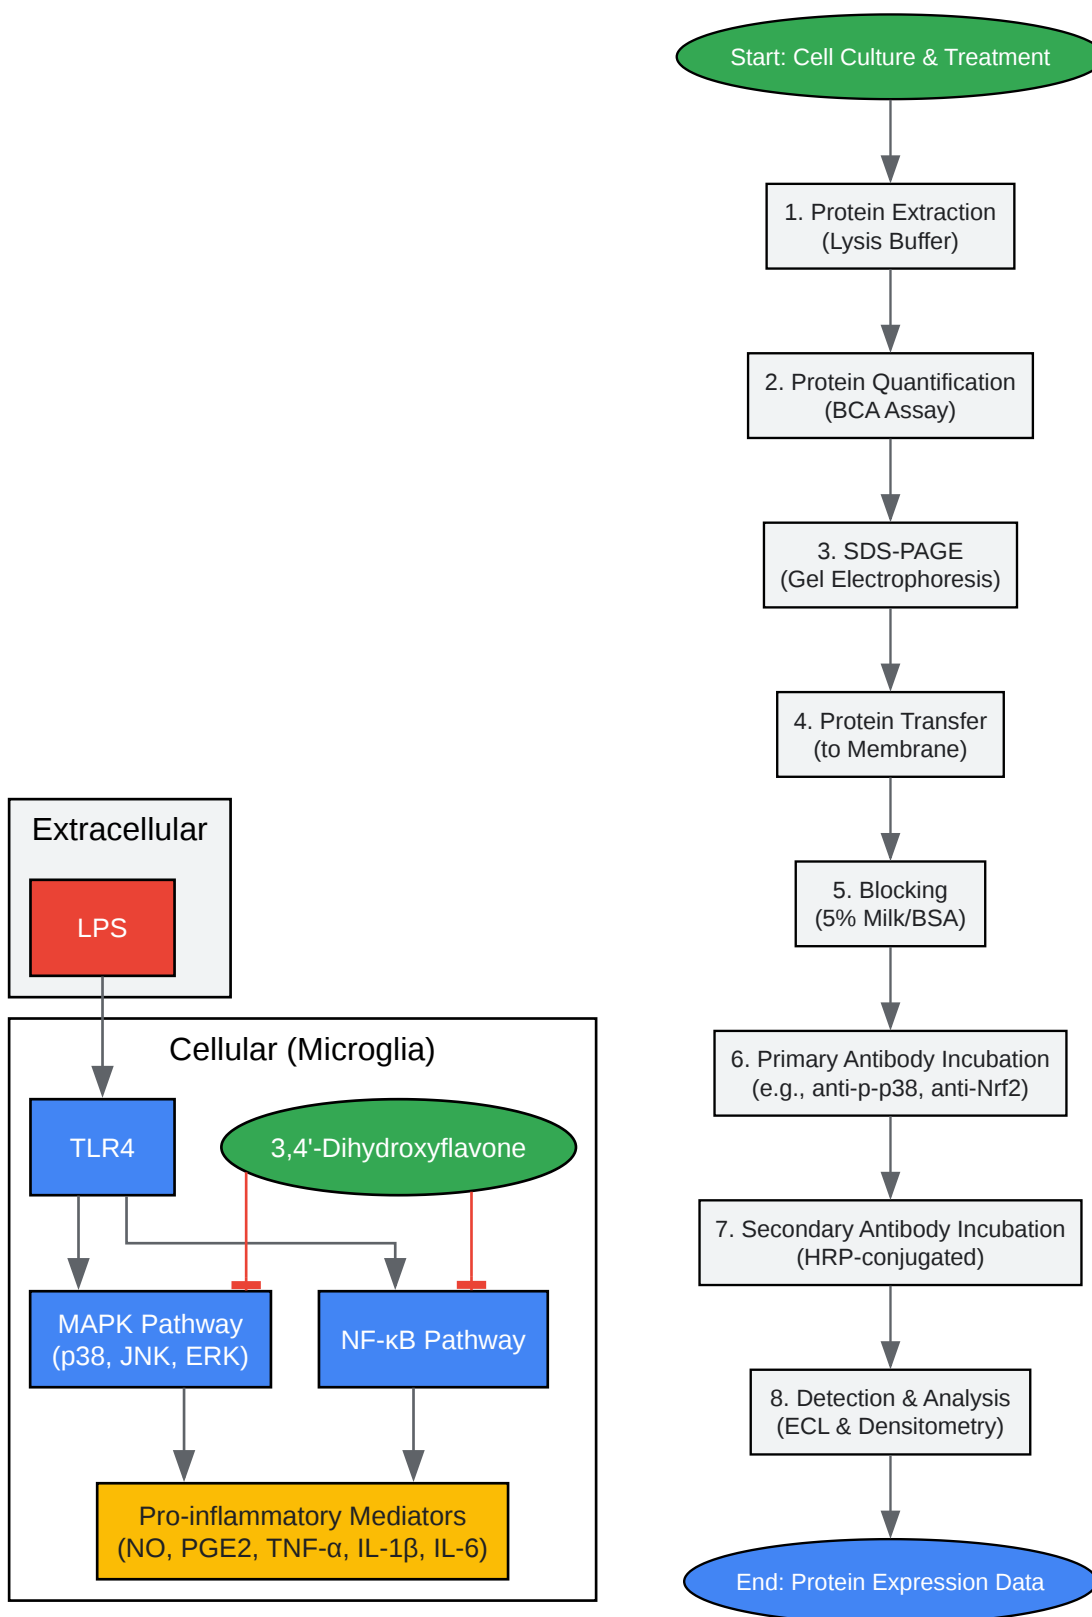 Start: Cell Culture & Treatment
1. Protein Extraction
(Lysis Buffer)
2. Protein Quantification
(BCA Assay)
3. SDS-PAGE
(Gel Electrophoresis)
4. Protein Transfer
(to Membrane)
5. Blocking
(5% Milk/BSA)
6. Primary Antibody Incubation
(e.g., anti-p-p38, anti-Nrf2)
7. Secondary Antibody Incubation
(HRP-conjugated)
8. Detection & Analysis
(ECL & Densitometry)
End: Protein Expression Data
Extracellular
LPS
Cellular (Microglia)
TLR4
3,4'-Dihydroxyflavone
MAPK Pathway
(p38, JNK, ERK)
NF-κB Pathway
Pro-inflammatory Mediators
(NO, PGE2, TNF-α, IL-1β, IL-6)